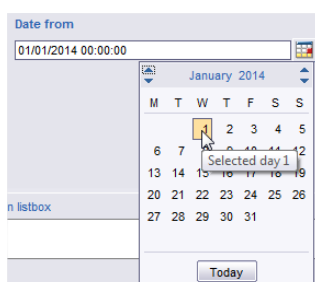 Date from
01/01/2014 00:00:00
January 2014
M T W T F S S
1 2 3 4 5
6 7 12
Selected day 1
13 14 15 16 17 18 19
20 21 22 23 24 25 26
n listbox
27 28 29 30 31
Today